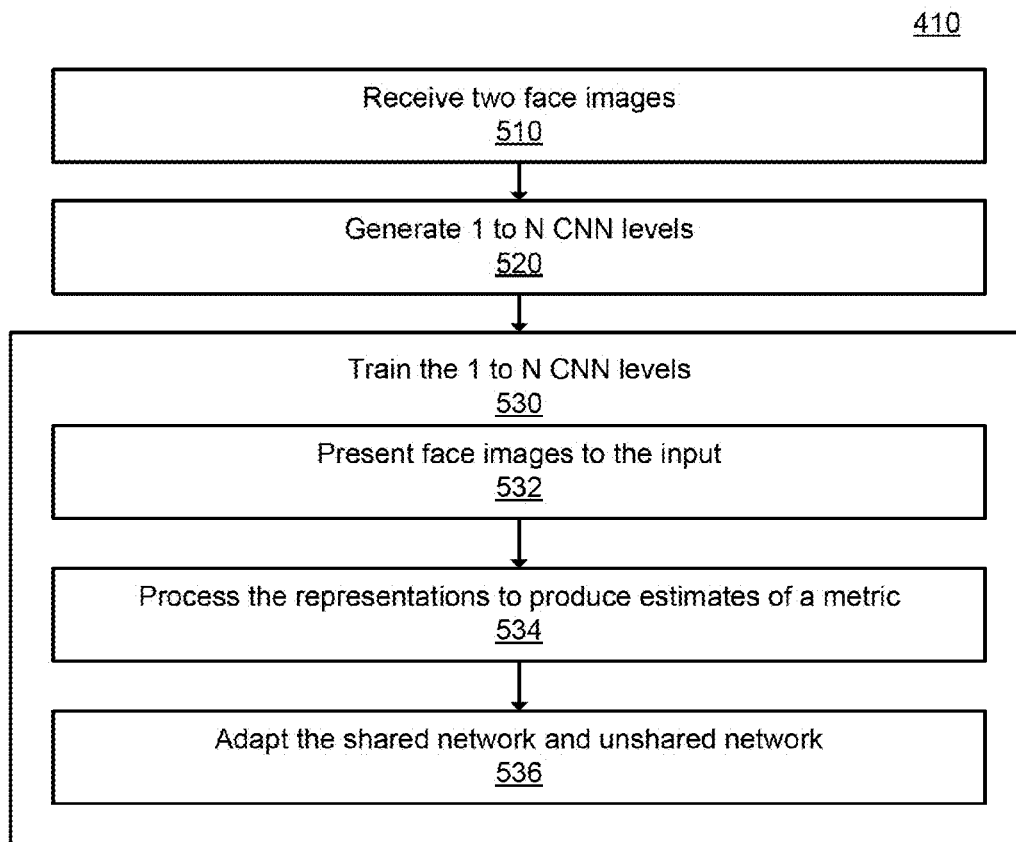 410
Receive two face images
510
Generate 1 to N CNN levels
520
Train the 1 to N CNN levels
530
Present face images to the input
532
Process the representations to produce estimates of a metric
534
Adapt the shared network and unshared network
536